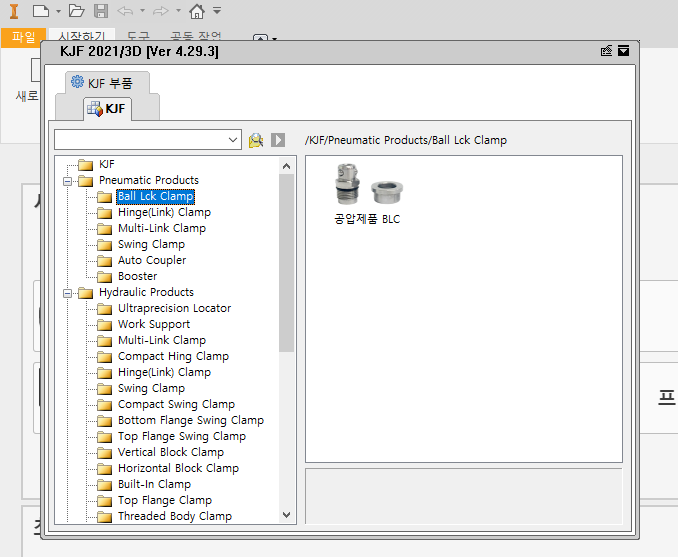 파일 시작하기 도구 공동 작업
KJF 2021/3D [Ver 4.29.3]
새로
KJF 부품
KJF
/KJF/Pneumatic Products/Ball Lck Clamp
KJF
Pneumatic Products
Ball Lck Clamp
Hinge(Link) Clamp
Multi-Link Clamp
Swing Clamp
Auto Coupler
Booster
Hydraulic Products
Ultraprecision Locator
Work Support
Multi-Link Clamp
Compact Hing Clamp
Hinge(Link) Clamp
Swing Clamp
Compact Swing Clamp
Bottom Flange Swing Clamp
Top Flange Swing Clamp
Vertical Block Clamp
Horizontal Block Clamp
Built-In Clamp
Top Flange Clamp
Threaded Body Clamp
공압제품 BLC
프